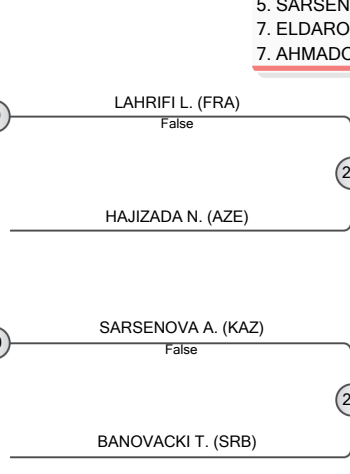 5. SARSEN
7. ELDARO
7. AHMADO
LAHRIFI L. (FRA)
False
2
HAJIZADA N. (AZE)
SARSENOVA A. (KAZ)
False
2
BANOVACKI T. (SRB)